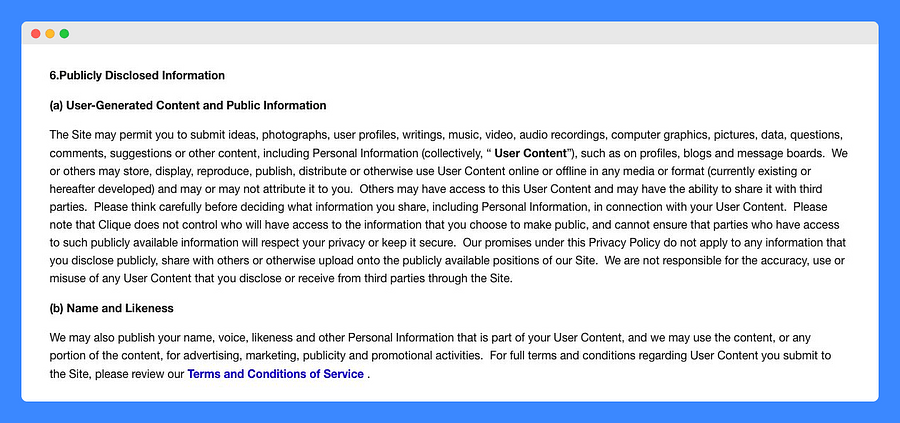 6.Publicly Disclosed Information
(a) User-Generated Content and Public Information
The Site may permit you to submit ideas, photographs, user profiles, writings, music, video, audio recordings, computer graphics, pictures, data, questions,
comments, suggestions or other content, including Personal Information (collectively, “ User Content”), such as on profiles, blogs and message boards.  We
or others may store, display, reproduce, publish, distribute or otherwise use User Content online or offline in any media or format (currently existing or
hereafter developed) and may or may not attribute it to you.  Others may have access to this User Content and may have the ability to share it with third
parties.  Please think carefully before deciding what information you share, including Personal Information, in connection with your User Content.  Please
note that Clique does not control who will have access to the information that you choose to make public, and cannot ensure that parties who have access
to such publicly available information will respect your privacy or keep it secure.  Our promises under this Privacy Policy do not apply to any information that
you disclose publicly, share with others or otherwise upload onto the publicly available positions of our Site.  We are not responsible for the accuracy, use or
misuse of any User Content that you disclose or receive from third parties through the Site.
(b) Name and Likeness
We may also publish your name, voice, likeness and other Personal Information that is part of your User Content, and we may use the content, or any
portion of the content, for advertising, marketing, publicity and promotional activities.  For full terms and conditions regarding User Content you submit to
the Site, please review our Terms and Conditions of Service .